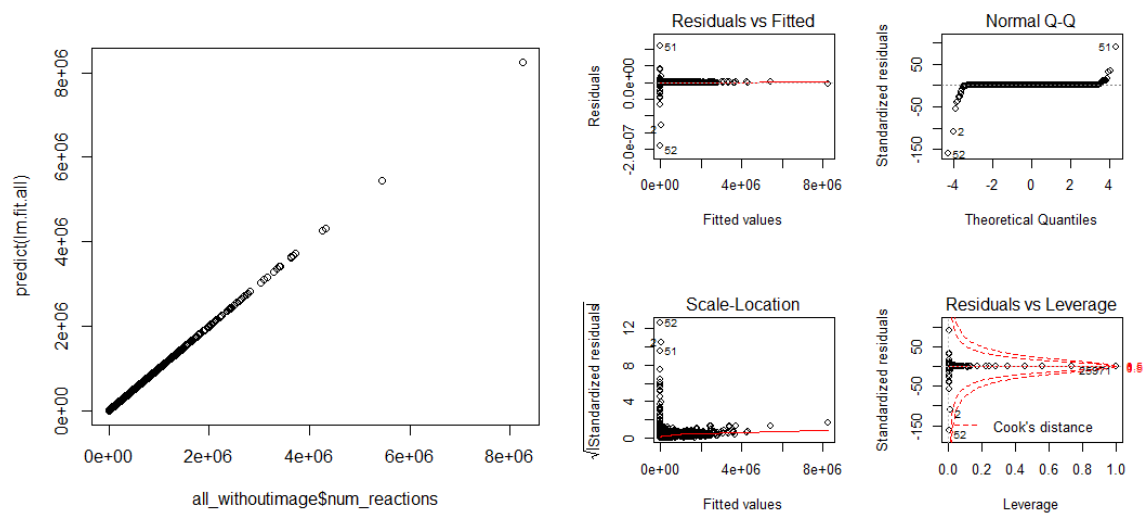 predict(lm.fit.all)
0e+00 2e+06 4e+06 6e+06 8e+06
0e+00 2e+06 4e+06 6e+06 8e+06
all_withoutimage$num_reactions
Residuals vs Fitted
Residuals
-2.0e-07 0.0e+00
51
2
52
0e+00 4e+06 8e+06
Fitted values
Normal Q-Q
Standardized residuals
-150 -50 50
51
2
52
-4 -2 0 2 4
Theoretical Quantiles
Scale-Location
√|Standardized residuals|
0 4 8 12
52
2
51
0e+00 4e+06 8e+06
Fitted values
Residuals vs Leverage
Standardized residuals
-150 -50 50
25971
2
52
Cook's distance
0.0 0.2 0.4 0.6 0.8 1.0
Leverage